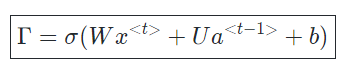 Γ = σ(Wx^{<t>} + Ua^{<t−1>} + b)